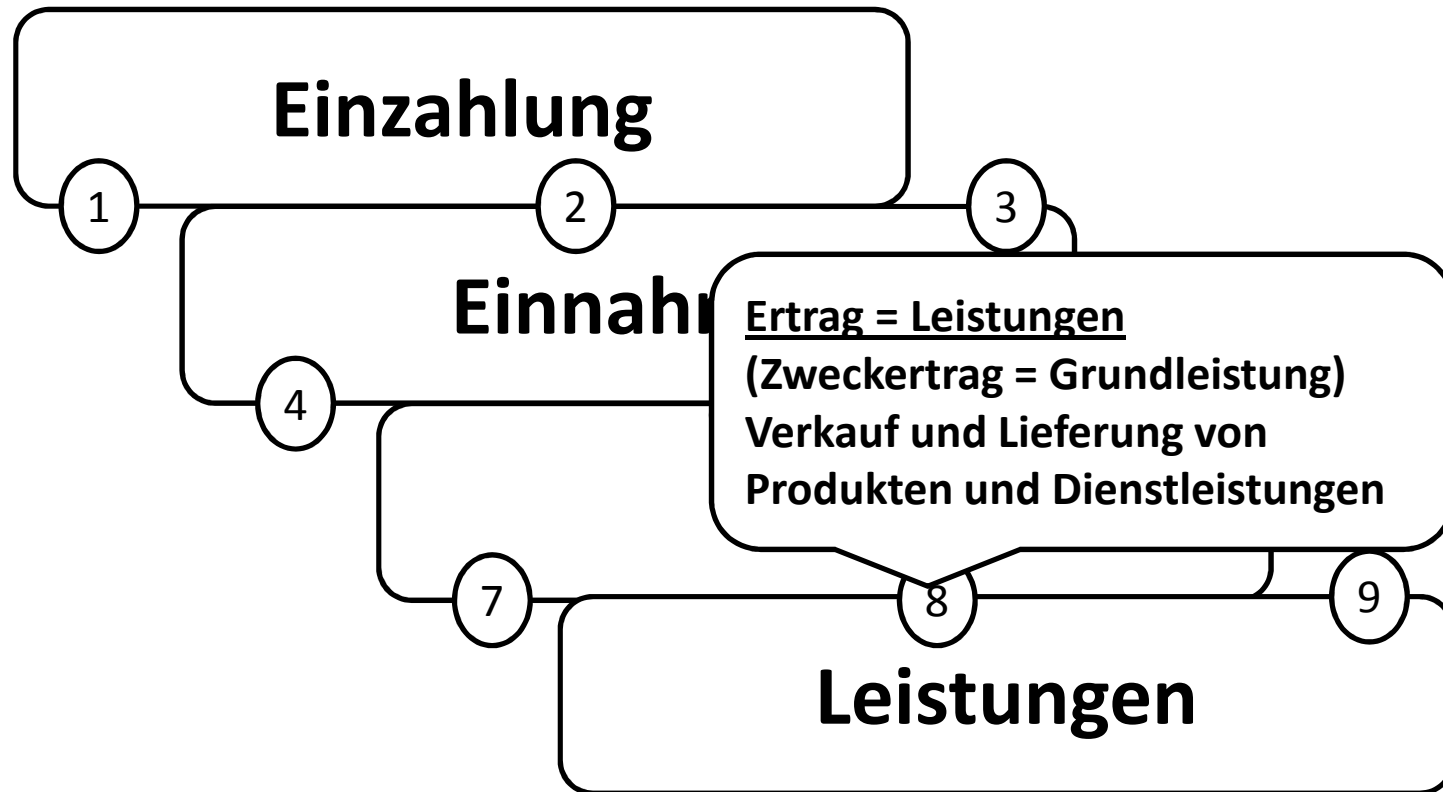 Einzahlung
1
2
3
Einnahr
Ertrag = Leistungen
(Zweckertrag = Grundleistung)
Verkauf und Lieferung von
Produkten und Dienstleistungen
4
7
8
9
Leistungen